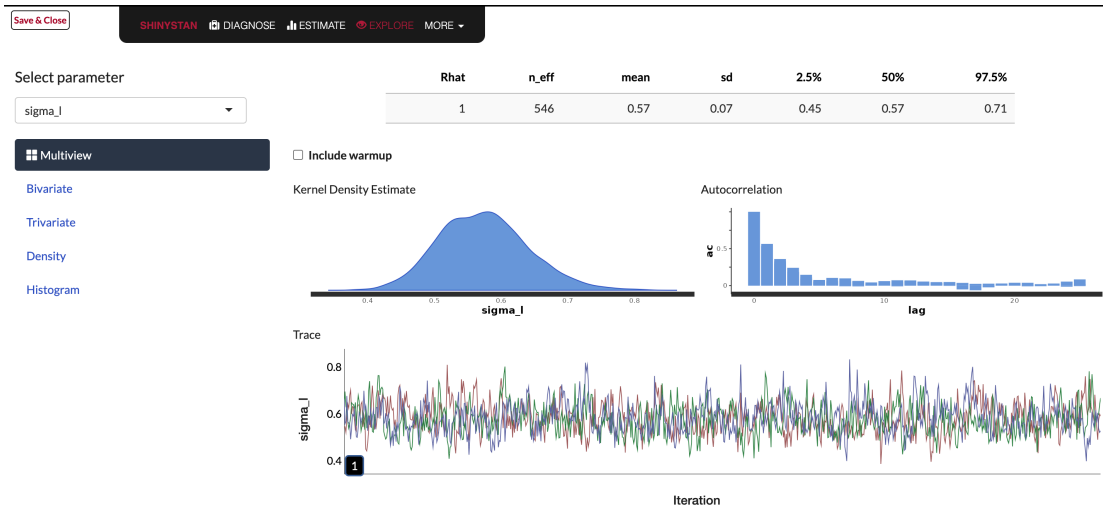 Save & Close
SHINYSTAN DIAGNOSE ESTIMATE EXPLORE MORE
Select parameter
sigma_l
Rhat n_eff mean sd 2.5% 50% 97.5%
1 546 0.57 0.07 0.45 0.57 0.71
Multiview
Bivariate
Trivariate
Density
Histogram
Include warmup
Kernel Density Estimate
0.4 0.5 0.6 0.7 0.8
sigma_l
Autocorrelation
ac
0.5
0
0 10 20
lag
Trace
sigma_l
0.8
0.6
0.4
1
Iteration